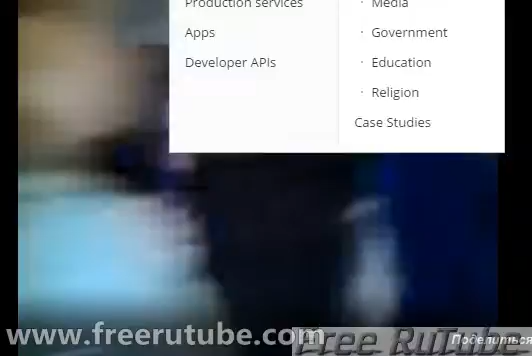 Production services
Apps
Developer APIs
· Media
· Government
· Education
· Religion
Case Studies
www.freerutube.com
Free RuTube
Поделиться